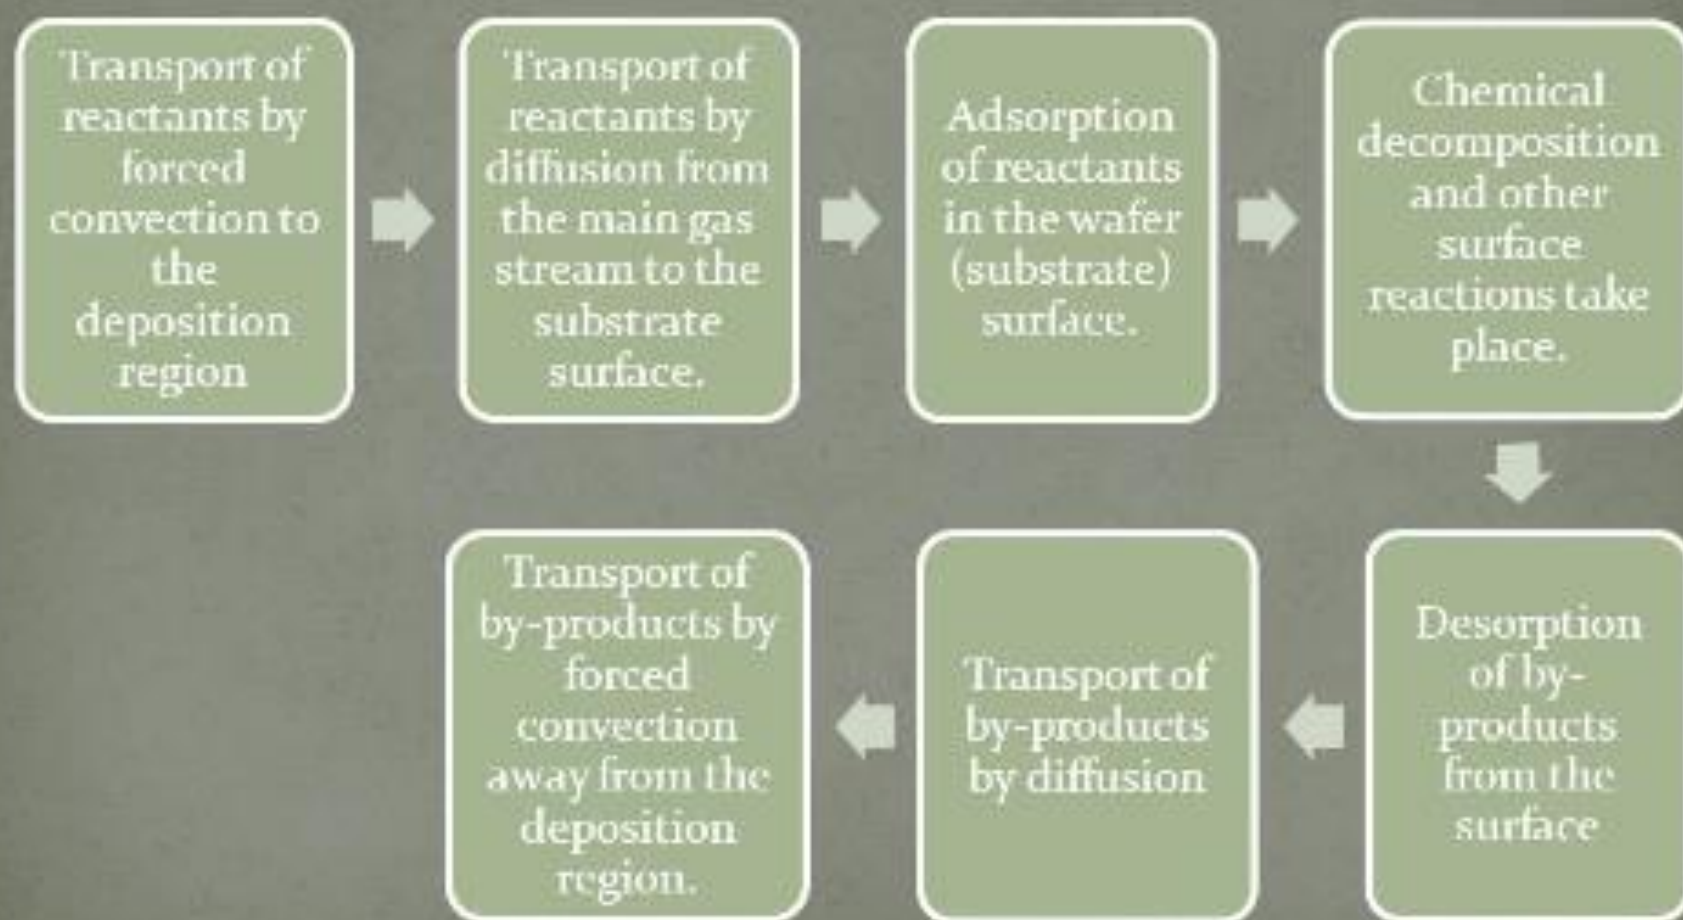 Transport of
reactants by
forced
convection to
the
deposition
region
Transport of
reactants by
diffusion from
the main gas
stream to the
substrate
surface.
Adsorption
of reactants
in the wafer
(substrate)
surface.
Chemical
decomposition
and other
surface
reactions take
place.
Desorption
of by-
products
from the
surface
Transport of
by-products
by diffusion
Transport of
by-products by
forced
convection
away from the
deposition
region.